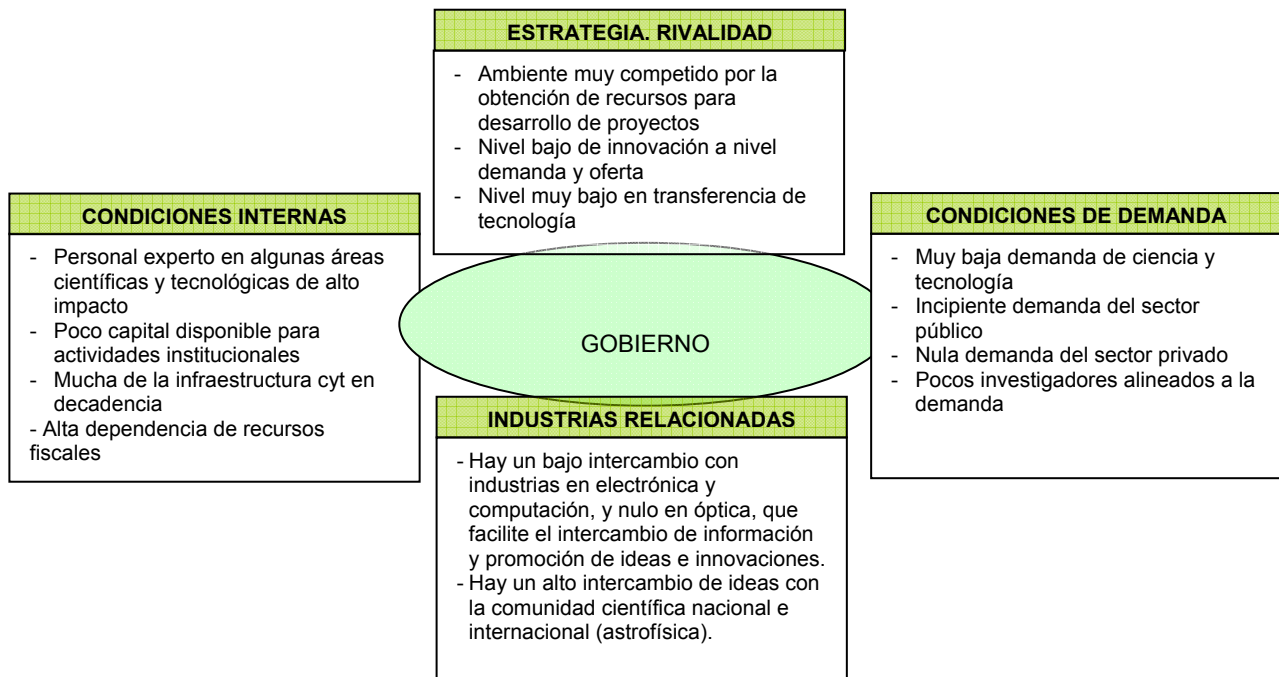 ESTRATEGIA. RIVALIDAD
- Ambiente muy competido por la
obtención de recursos para
desarrollo de proyectos
- Nivel bajo de innovación a nivel
demanda y oferta
- Nivel muy bajo en transferencia de
tecnología
CONDICIONES INTERNAS
- Personal experto en algunas áreas
científicas y tecnológicas de alto
impacto
- Poco capital disponible para
actividades institucionales
- Mucha de la infraestructura cyt en
decadencia
- Alta dependencia de recursos
fiscales
GOBIERNO
CONDICIONES DE DEMANDA
- Muy baja demanda de ciencia y
tecnología
- Incipiente demanda del sector
público
- Nula demanda del sector privado
- Pocos investigadores alineados a la
demanda
INDUSTRIAS RELACIONADAS
- Hay un bajo intercambio con
industrias en electrónica y
computación, y nulo en óptica, que
facilite el intercambio de información
y promoción de ideas e innovaciones.
- Hay un alto intercambio de ideas con
la comunidad científica nacional e
internacional (astrofísica).